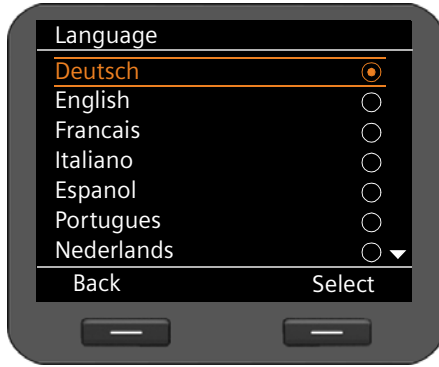 Language
Deutsch
English
Francais
Italiano
Espanol
Portugues
Nederlands
Back Select